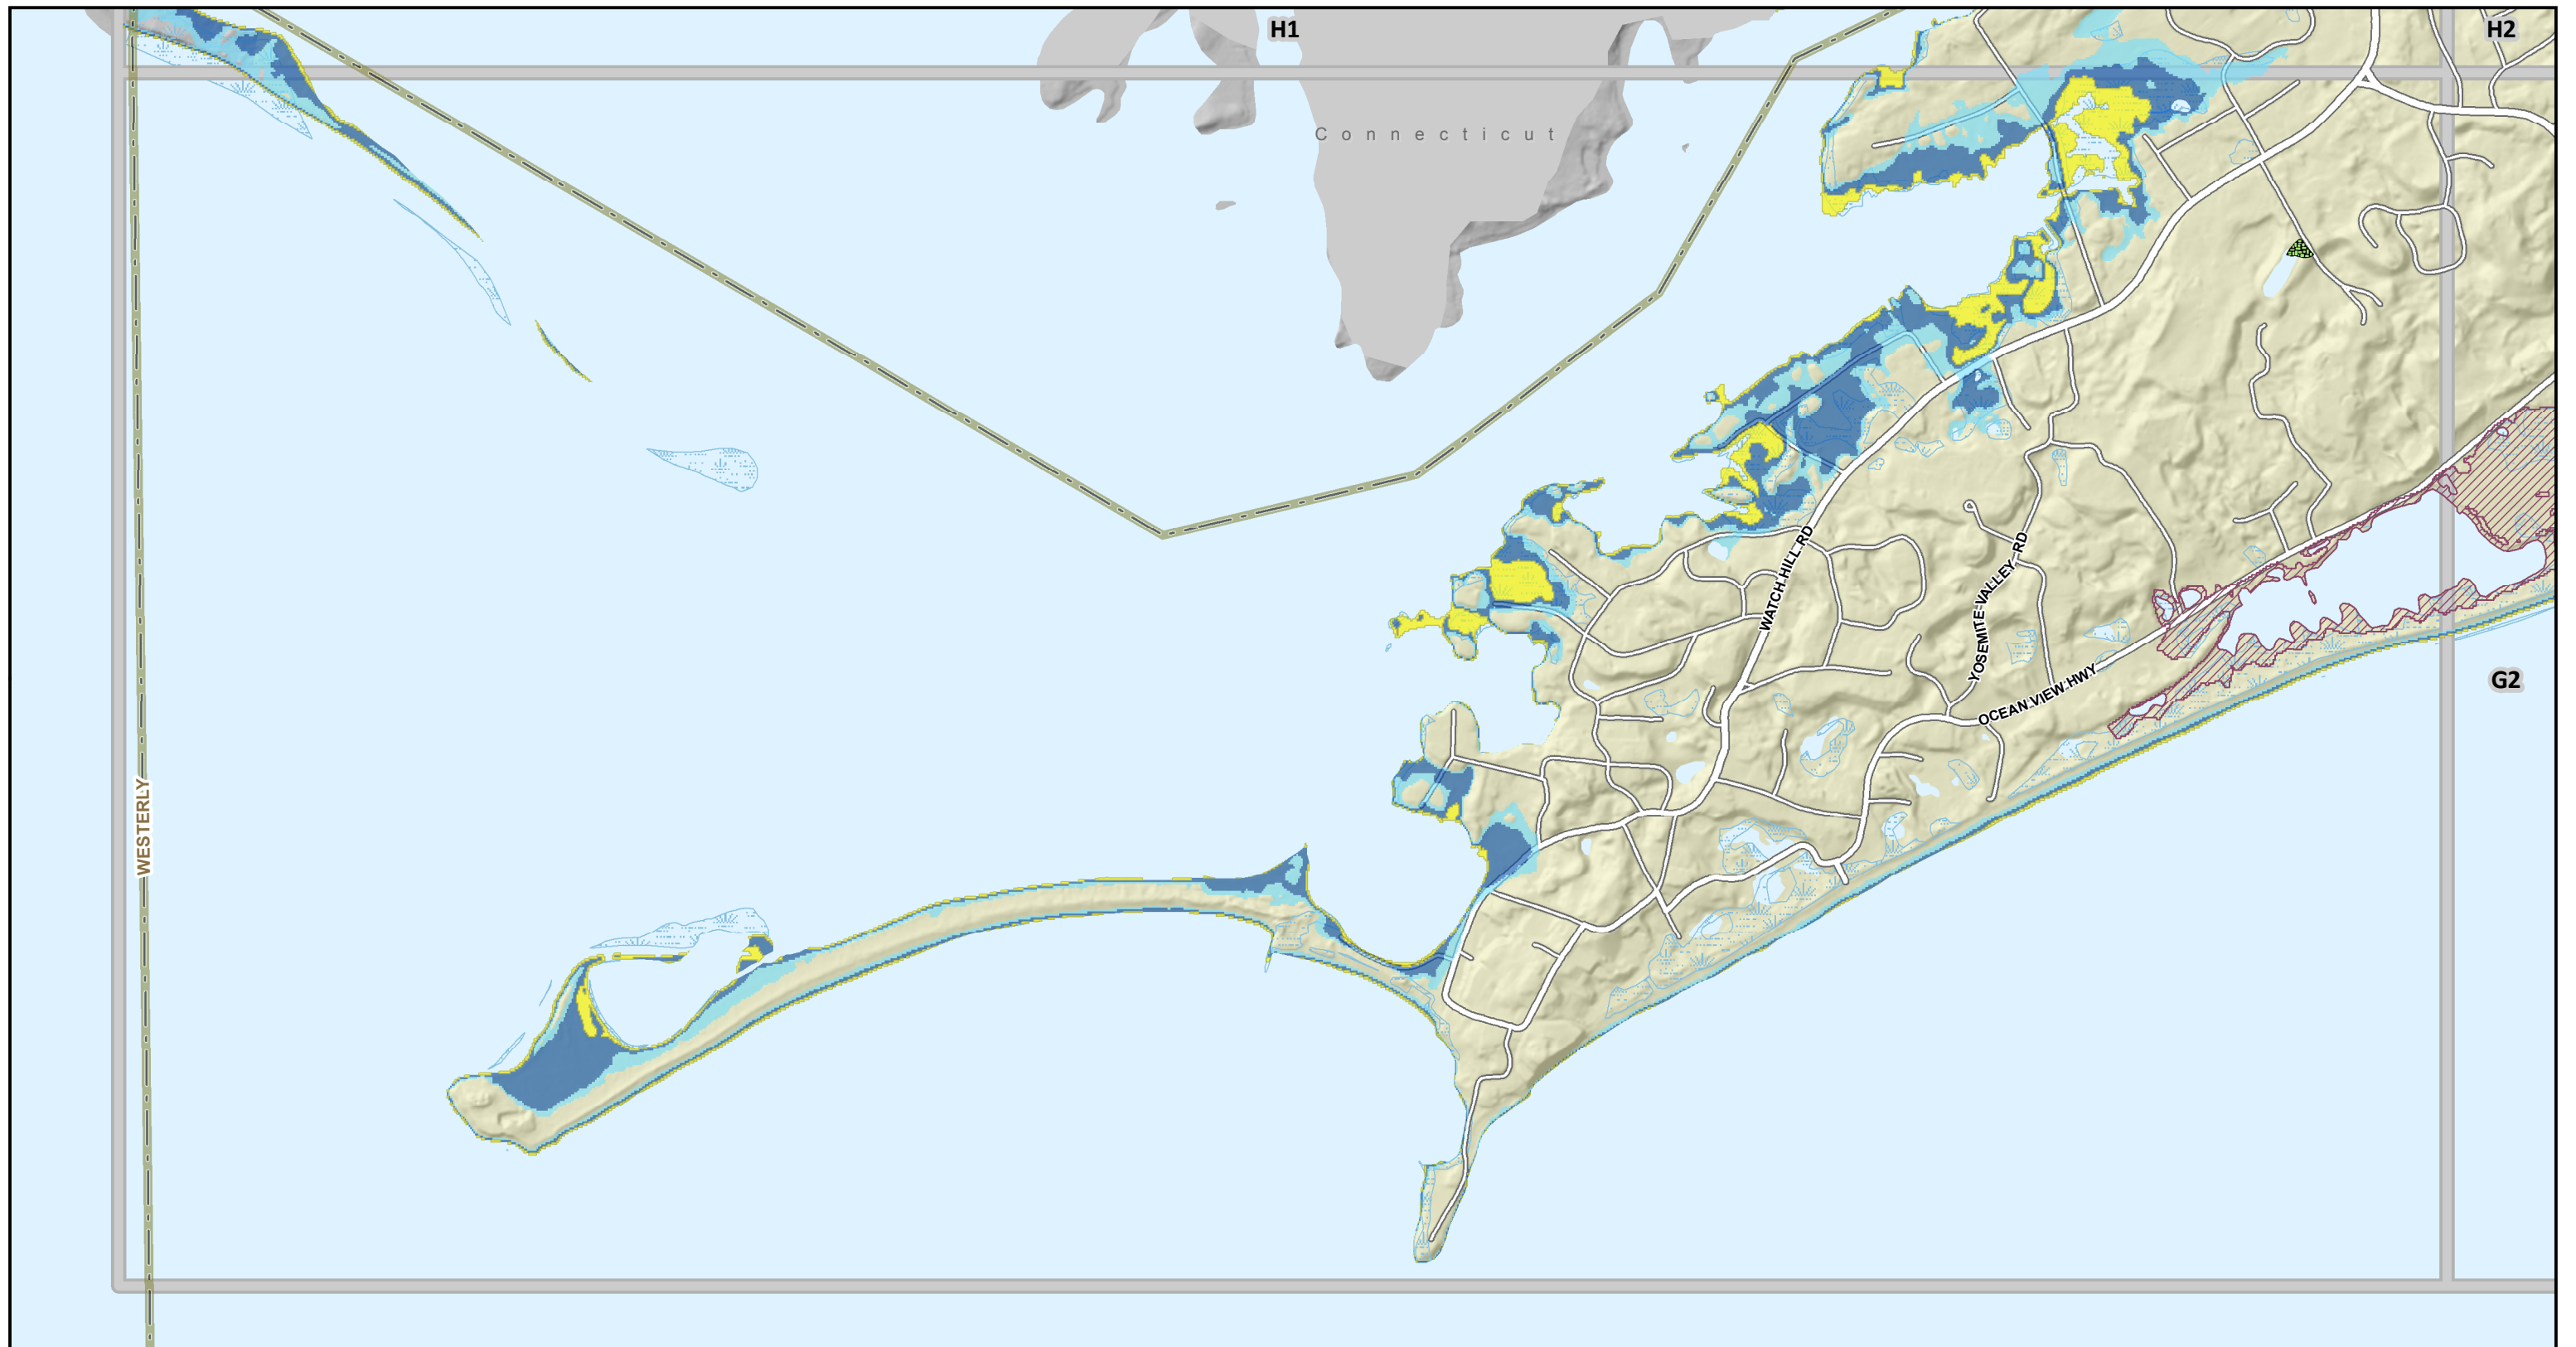 H1
H2
Connecticut
WATCH HILL RD
YOSEMITE VALLEY RD
OCEAN VIEW HWY
G2
WESTERLY